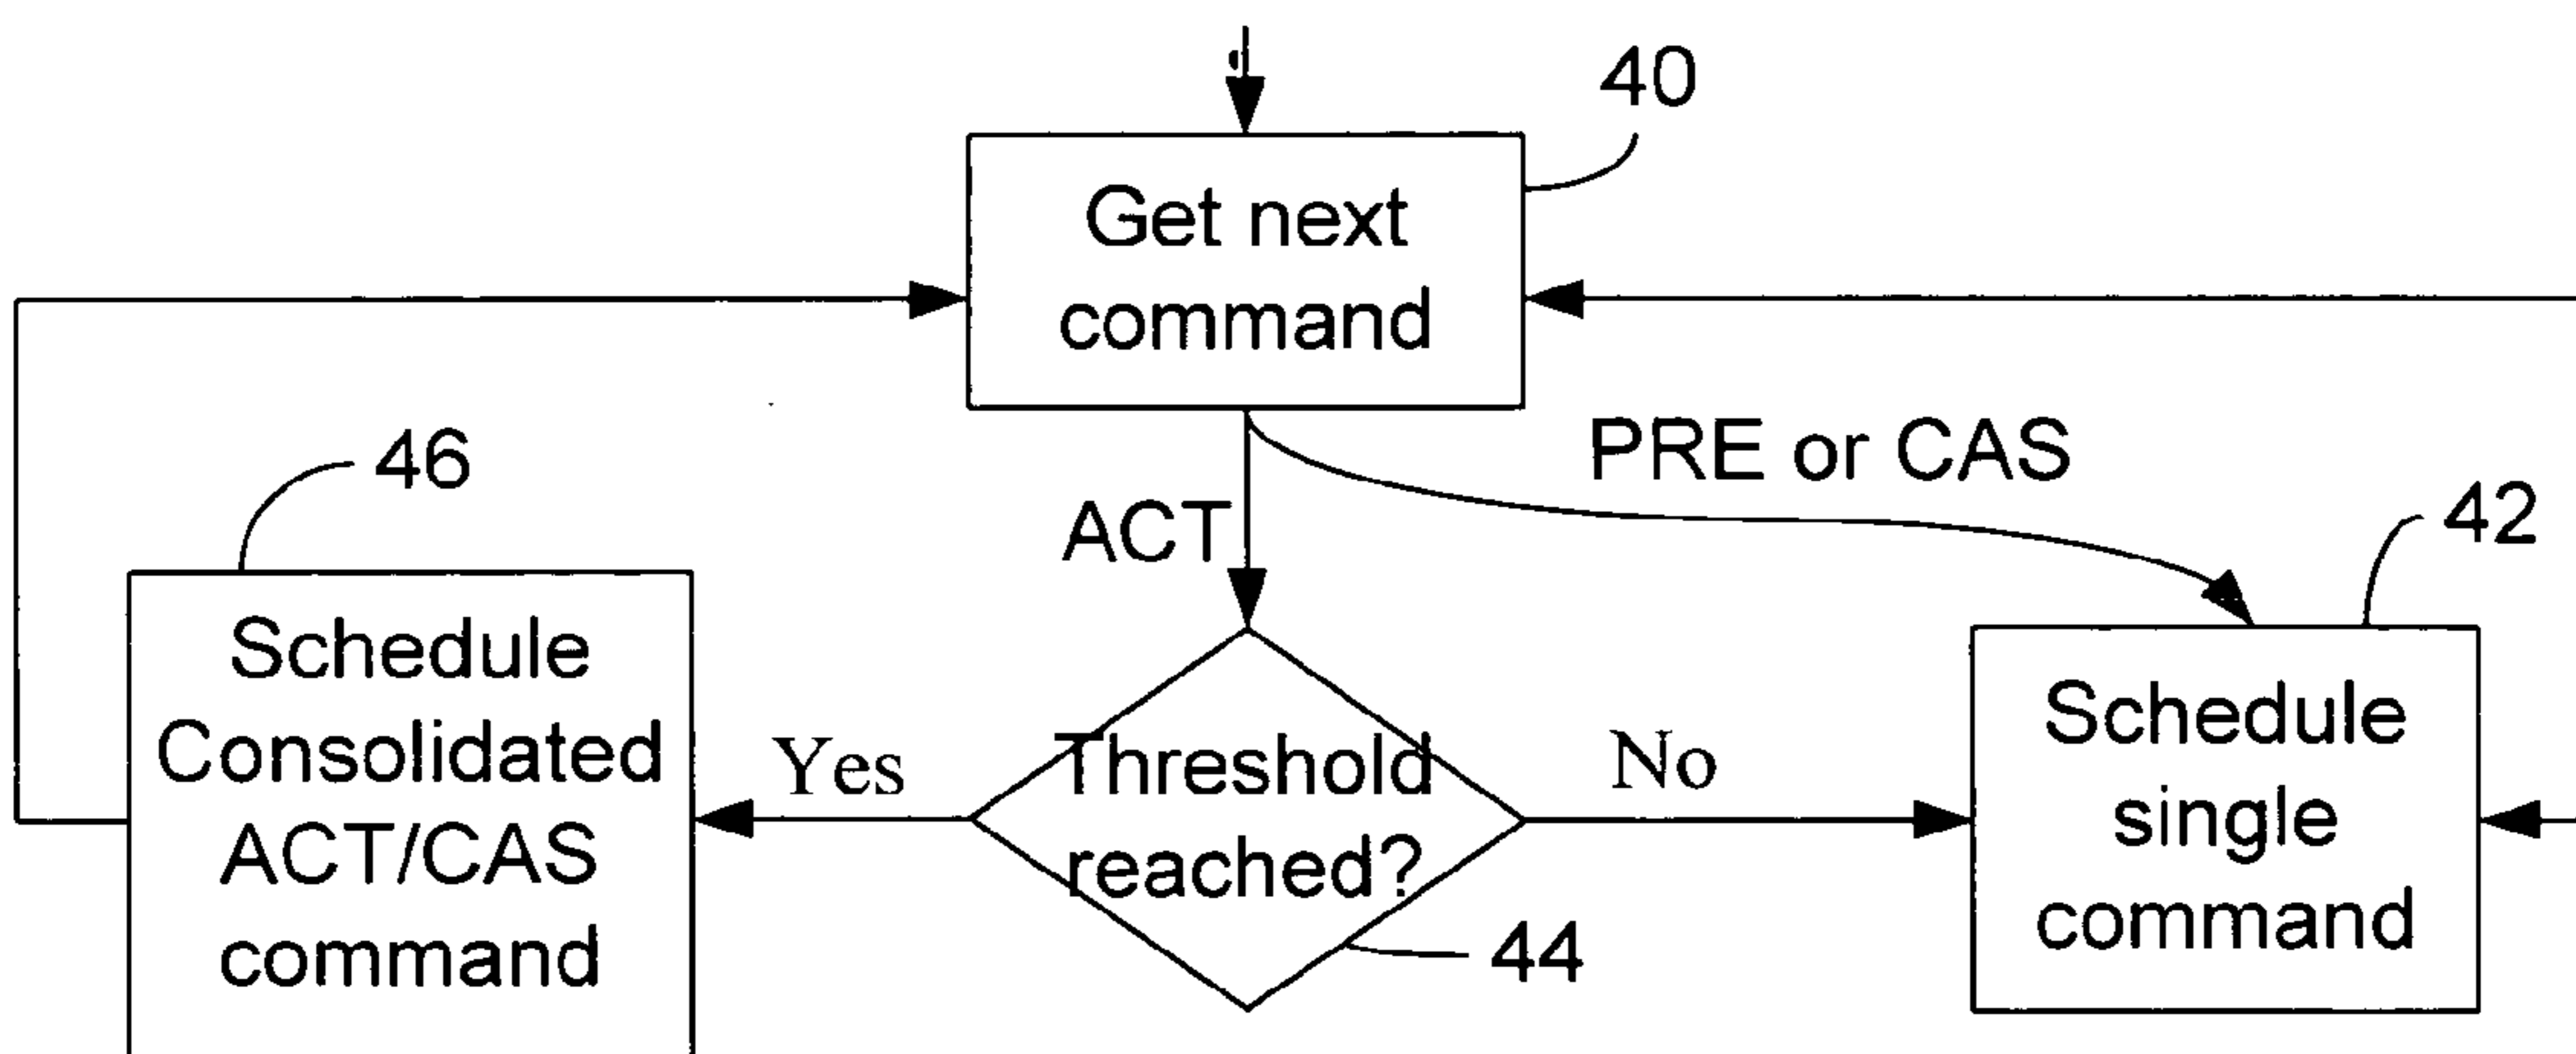 40
Get next
command
PRE or CAS
46
ACT
42
Schedule
Consolidated
ACT/CAS
command
Yes
Threshold
reached?
No
Schedule
single
command
44